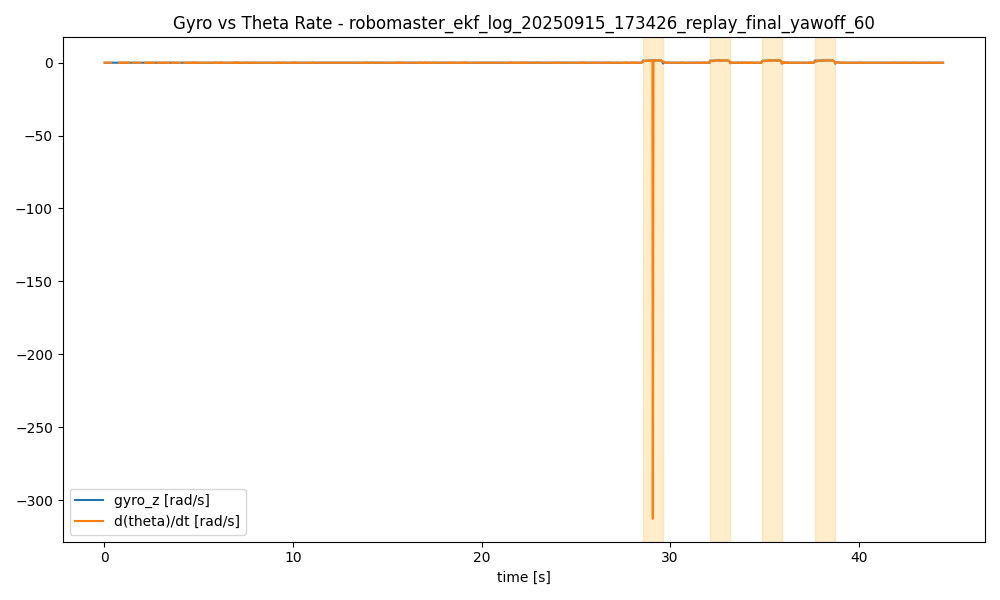 Gyro vs Theta Rate - robomaster_ekf_log_20250915_173426_replay_final_yawoff_60
0
−50
−100
−150
−200
−250
−300
gyro_z [rad/s]
d(theta)/dt [rad/s]
0 10 20 30 40
time [s]